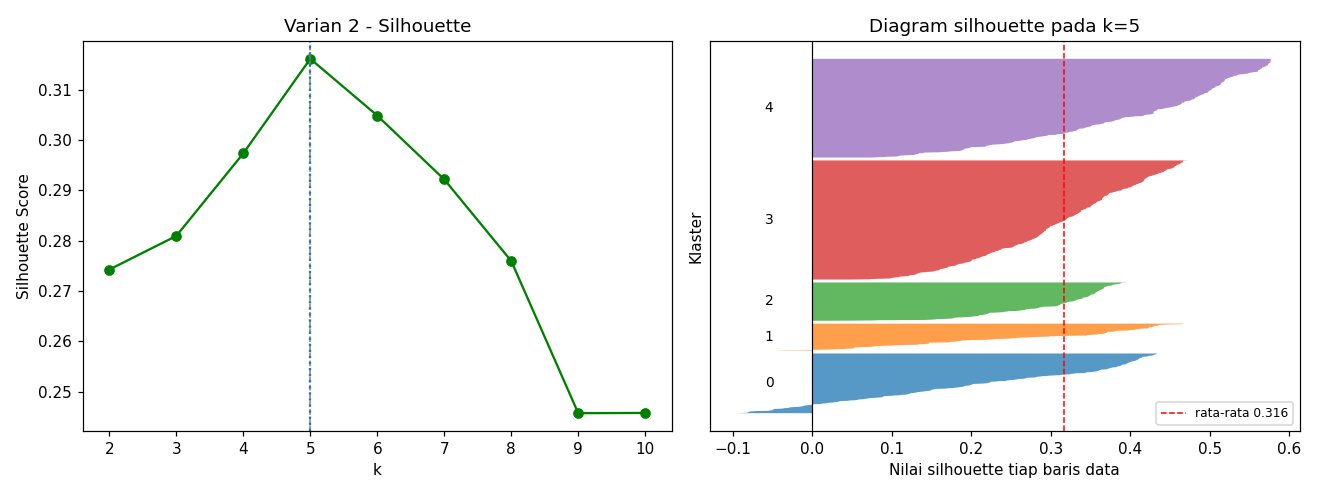 Varian 2 - Silhouette
Silhouette Score
0.31
0.30
0.29
0.28
0.27
0.26
0.25
2 3 4 5 6 7 8 9 10
k
Diagram silhouette pada k=5
Klaster
4
3
2
1
0
rata-rata 0.316
−0.1 0.0 0.1 0.2 0.3 0.4 0.5 0.6
Nilai silhouette tiap baris data